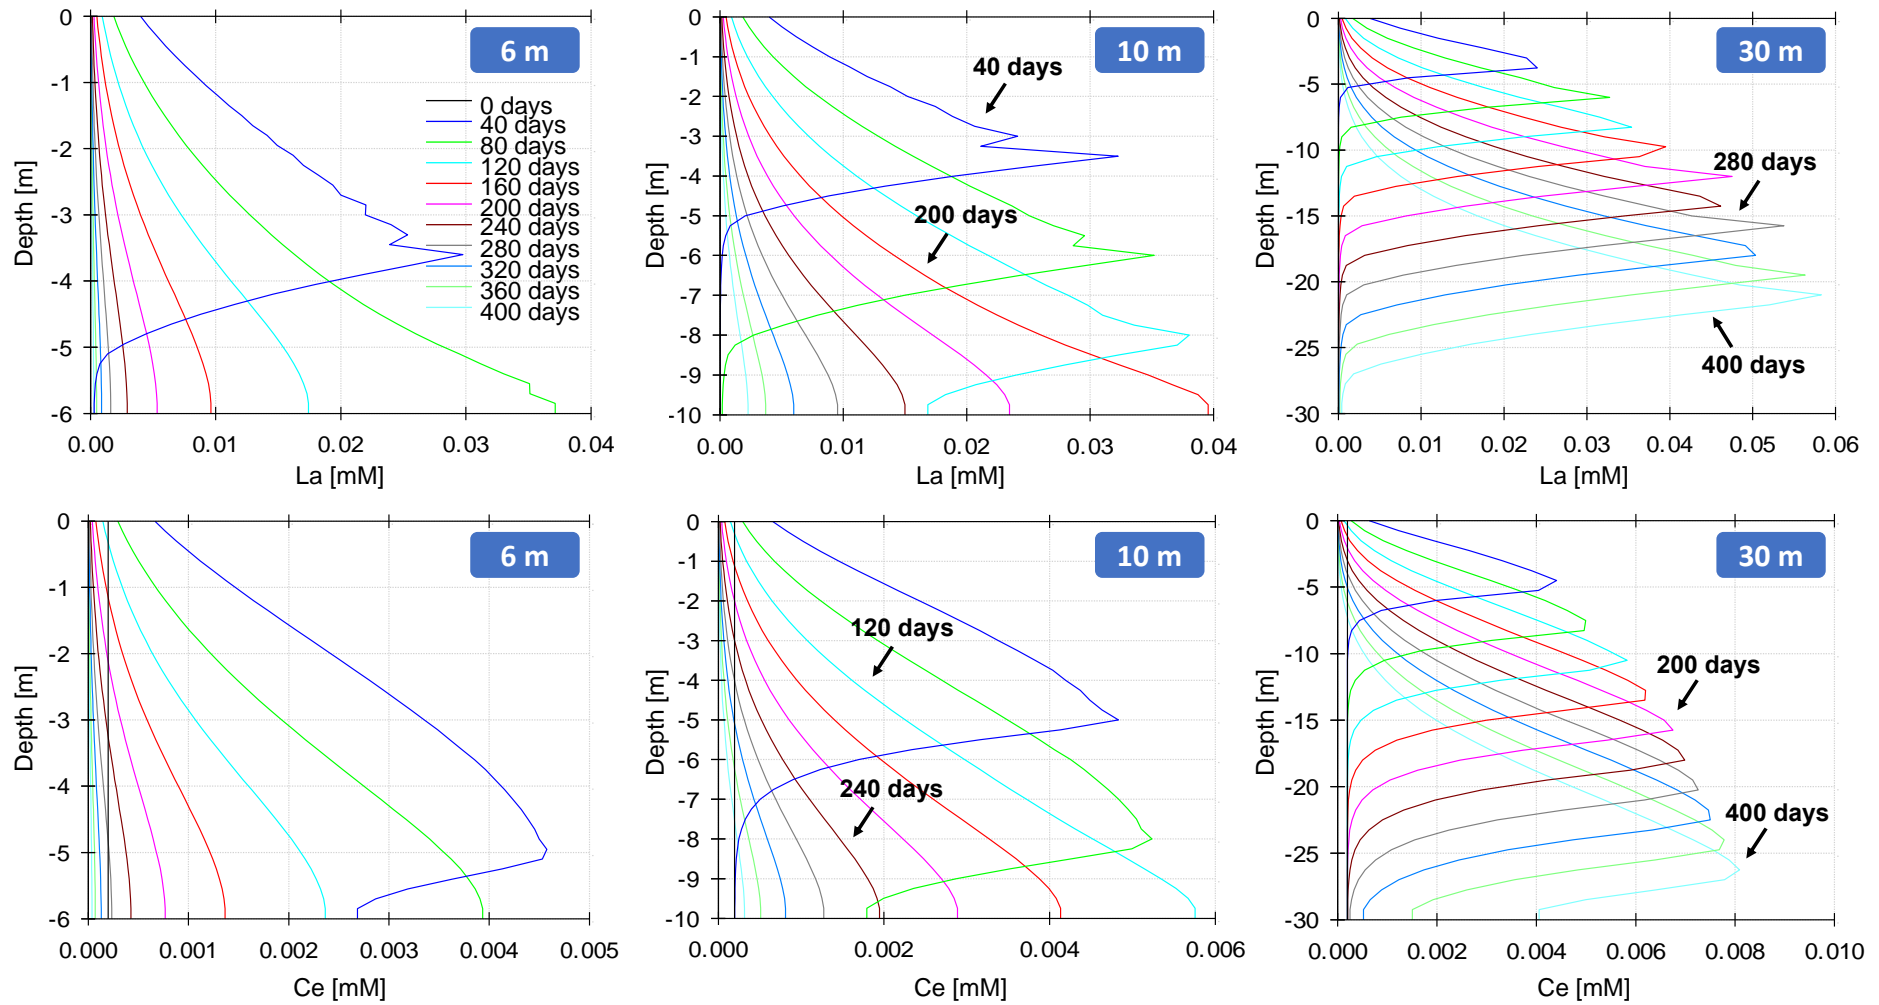 6 m
0
-1
-2
-3
-4
-5
-6
Depth [m]
0 days
40 days
80 days
120 days
160 days
200 days
240 days
280 days
320 days
360 days
400 days
0.00
0.01
0.02
0.03
0.04
La [mM]
10 m
0
-1
-2
-3
-4
-5
-6
-7
-8
-9
-10
Depth [m]
40 days
200 days
0.00
0.01
0.02
0.03
0.04
La [mM]
30 m
0
-5
-10
-15
-20
-25
-30
Depth [m]
280 days
400 days
0.00
0.01
0.02
0.03
0.04
0.05
0.06
La [mM]
6 m
0
-1
-2
-3
-4
-5
-6
Depth [m]
0.000
0.001
0.002
0.003
0.004
0.005
Ce [mM]
10 m
0
-1
-2
-3
-4
-5
-6
-7
-8
-9
-10
Depth [m]
120 days
240 days
0.000
0.002
0.004
0.006
Ce [mM]
30 m
0
-5
-10
-15
-20
-25
-30
Depth [m]
200 days
400 days
0.000
0.002
0.004
0.006
0.008
0.010
Ce [mM]